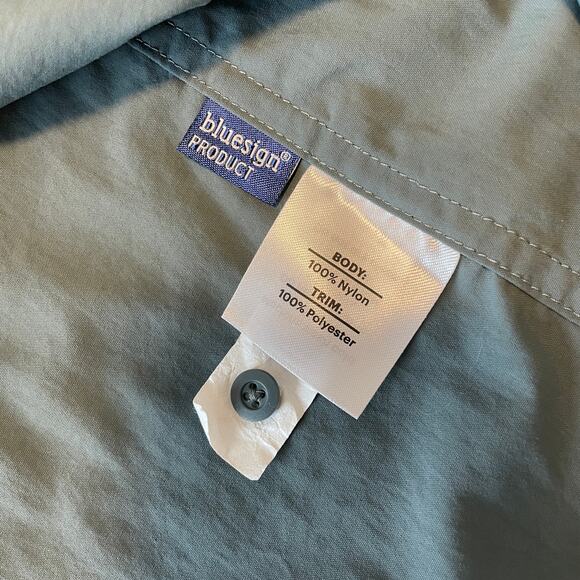 bluesign®
PRODUCT
BODY:
100% Nylon
TRIM:
100% Polyester